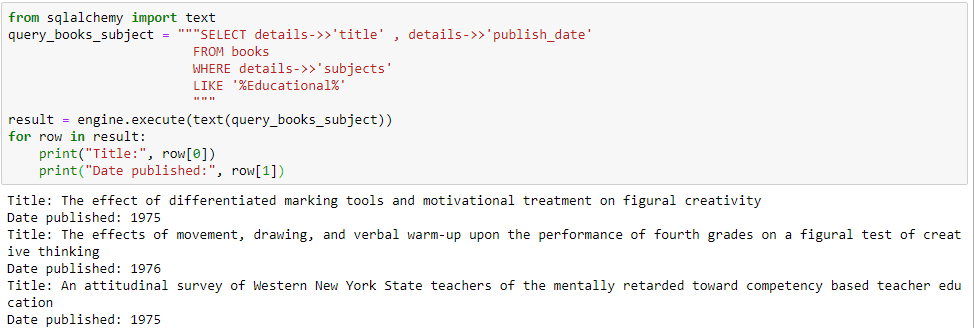 from sqlalchemy import text
query_books_subject = """SELECT details->>'title' , details->>'publish_date'
FROM books
WHERE details->>'subjects'
LIKE '%Educational%'
"""
result = engine.execute(text(query_books_subject))
for row in result:
    print("Title:", row[0])
    print("Date published:", row[1])
Title: The effect of differentiated marking tools and motivational treatment on figural creativity
Date published: 1975
Title: The effects of movement, drawing, and verbal warm-up upon the performance of fourth grades on a figural test of creat
ive thinking
Date published: 1976
Title: An attitudinal survey of Western New York State teachers of the mentally retarded toward competency based teacher edu
cation
Date published: 1975